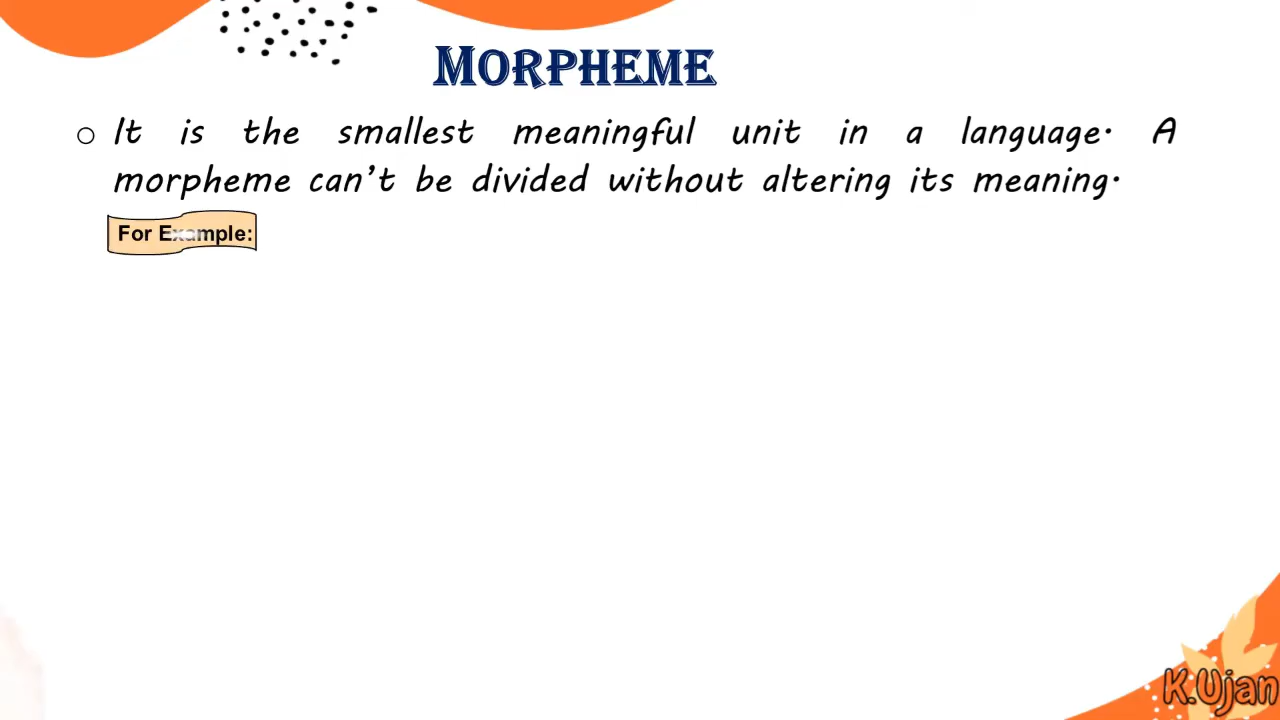 MORPHEME
It is the smallest meaningful unit in a language. A
morpheme can’t be divided without altering its meaning.
For Example:
K.Ujan